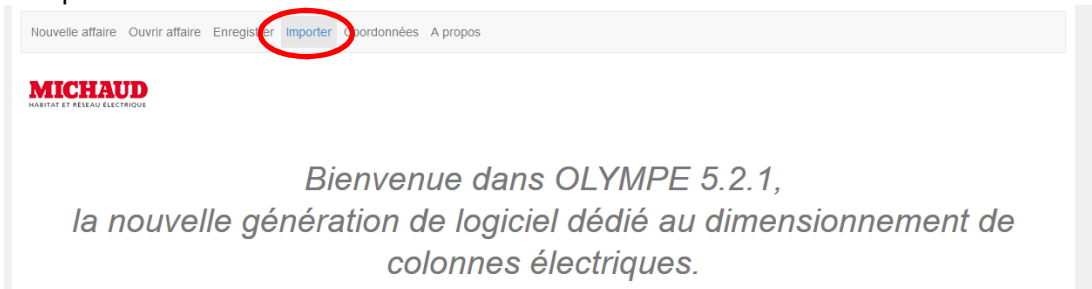 Nouvelle affaire Ouvrir affaire Enregistrer Importer Coordonnées A propos
MICHAUD
HABITAT ET RÉSEAU ÉLECTRIQUE
Bienvenue dans OLYMPE 5.2.1,
la nouvelle génération de logiciel dédié au dimensionnement de
colonnes électriques.